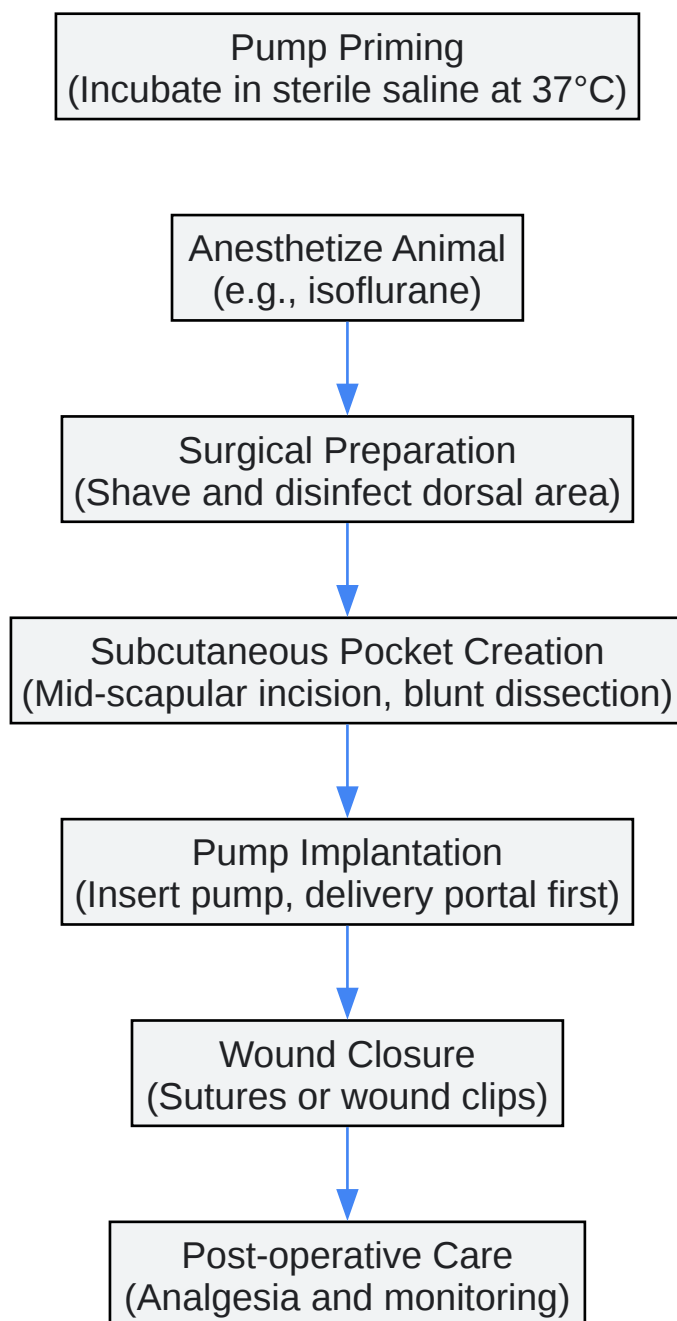 Pump Priming
(Incubate in sterile saline at 37°C)
Anesthetize Animal
(e.g., isoflurane)
Surgical Preparation
(Shave and disinfect dorsal area)
Subcutaneous Pocket Creation
(Mid-scapular incision, blunt dissection)
Pump Implantation
(Insert pump, delivery portal first)
Wound Closure
(Sutures or wound clips)
Post-operative Care
(Analgesia and monitoring)